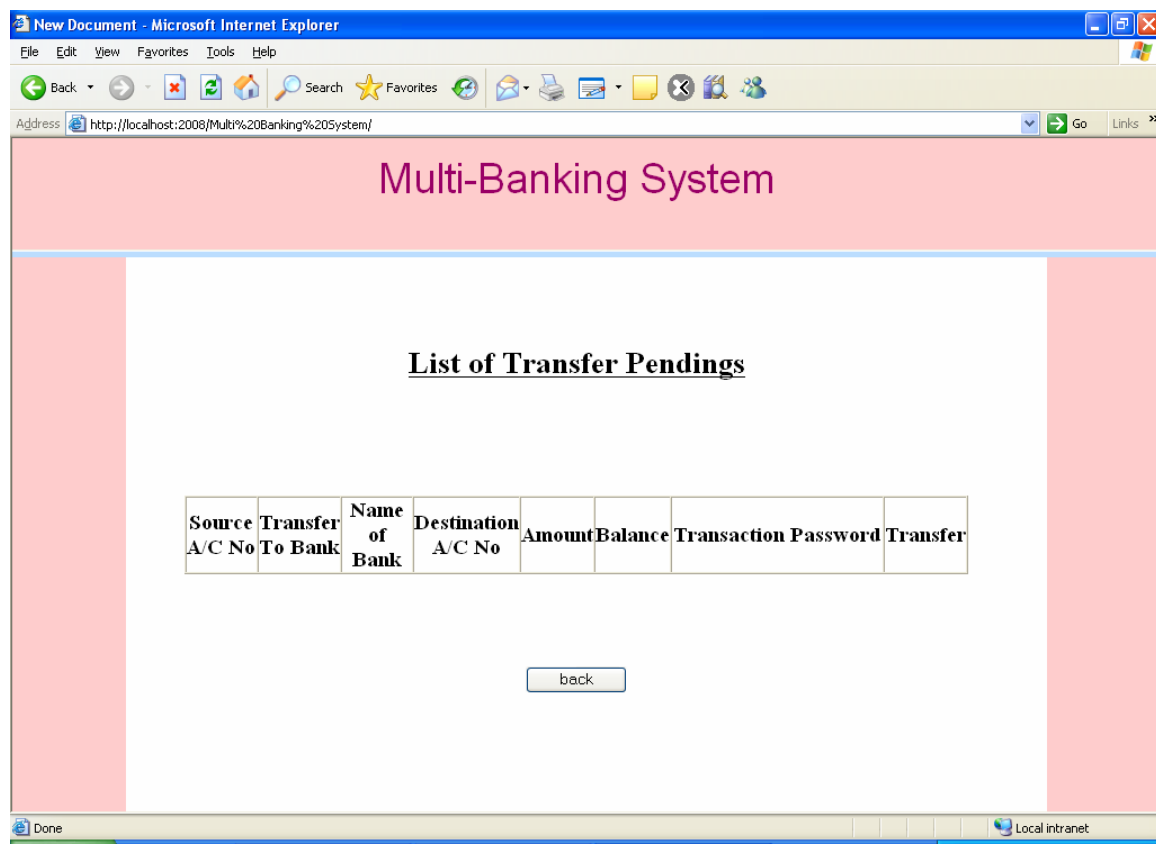 New Document - Microsoft Internet Explorer
File Edit View Favorites Tools Help
Back Search Favorites
Address http://localhost:2008/Multi%20Banking%20System/ Go Links »
Multi-Banking System
List of Transfer Pendings
Source A/C No Transfer To Bank Name of Bank Destination A/C No Amount Balance Transaction Password Transfer
back
Done Local intranet